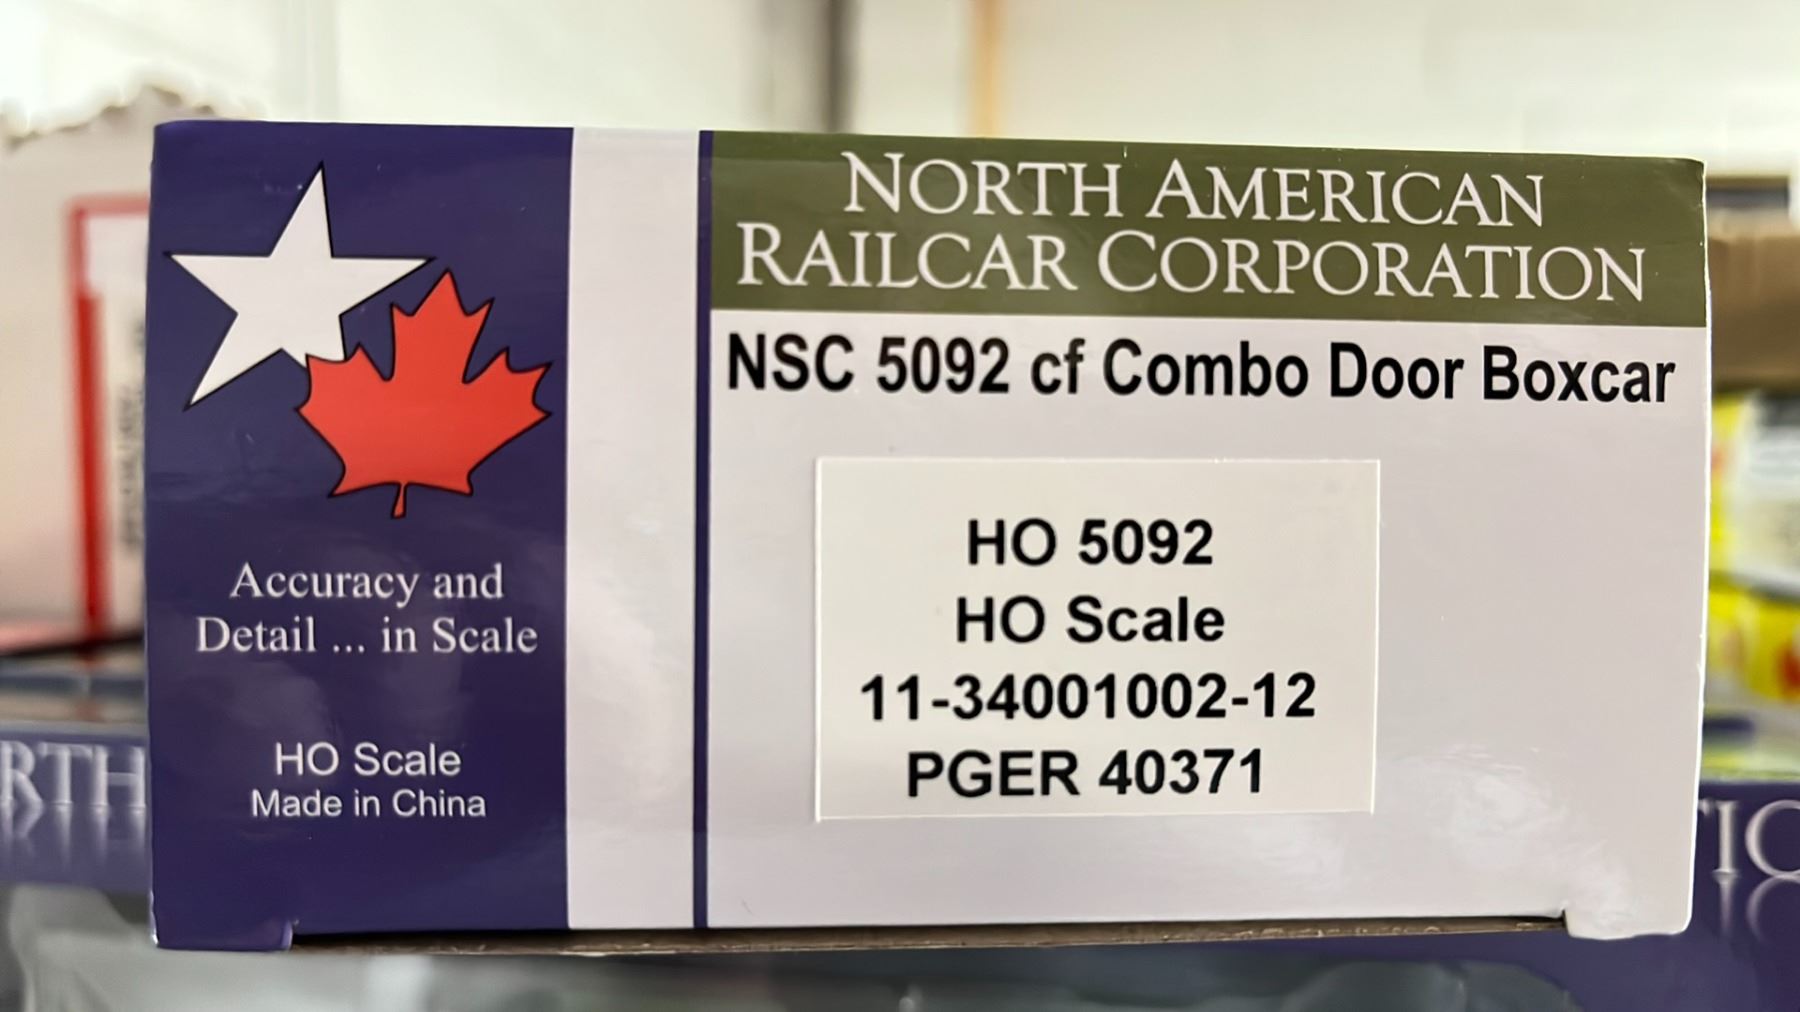 NORTH AMERICAN
RAILCAR CORPORATION
NSC 5092 cf Combo Door Boxcar
HO 5092
HO Scale
11-34001002-12
PGER 40371
Accuracy and
Detail ... in Scale
HO Scale
Made in China
RTH